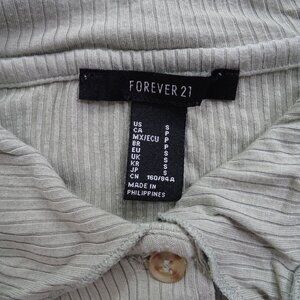 FOREVER 21
US S
CA P
MX/ECU P
BR P
EU S
UK S
KR S
JP S
CN 160/84A
MADE IN
PHILIPPINES